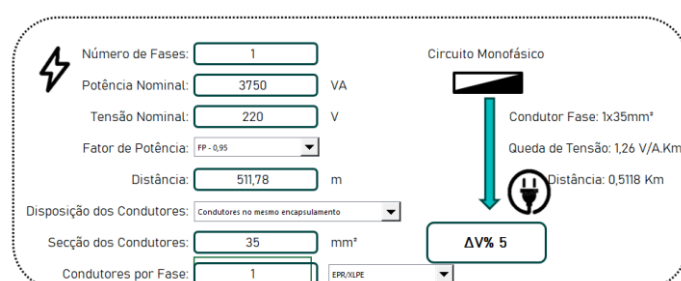 Número de Fases: 1
Circuito Monofásico
Potência Nominal: 3750 VA
Tensão Nominal: 220 V
Condutor Fase: 1x35mm²
Fator de Potência: FP - 0,95
Queda de Tensão: 1,26 V/A.Km
Distância: 511,78 m
Distância: 0,5118 Km
Disposição dos Condutores: Condutores no mesmo encapsulamento
Secção dos Condutores: 35 mm²
ΔV% 5
Condutores por Fase: 1 EPR/XLPE